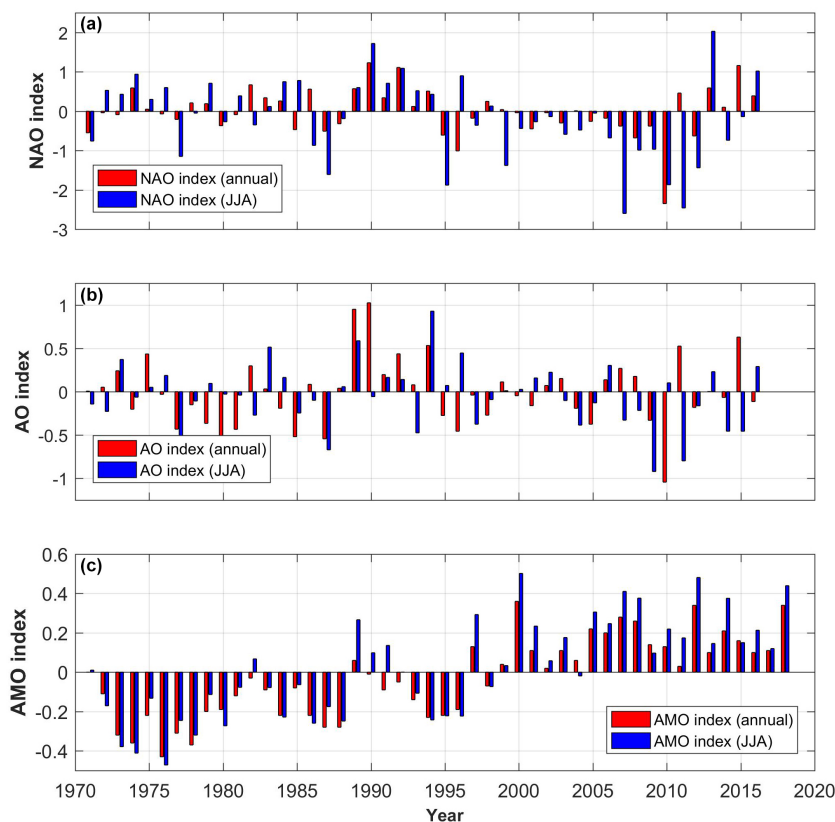 (a)
2
1
0
-1
-2
-3
NAO index
NAO index (annual)
NAO index (JJA)
(b)
1
0.5
0
-0.5
-1
AO index
AO index (annual)
AO index (JJA)
(c)
0.6
0.4
0.2
0
-0.2
-0.4
AMO index
AMO index (annual)
AMO index (JJA)
1970 1975 1980 1985 1990 1995 2000 2005 2010 2015 2020
Year